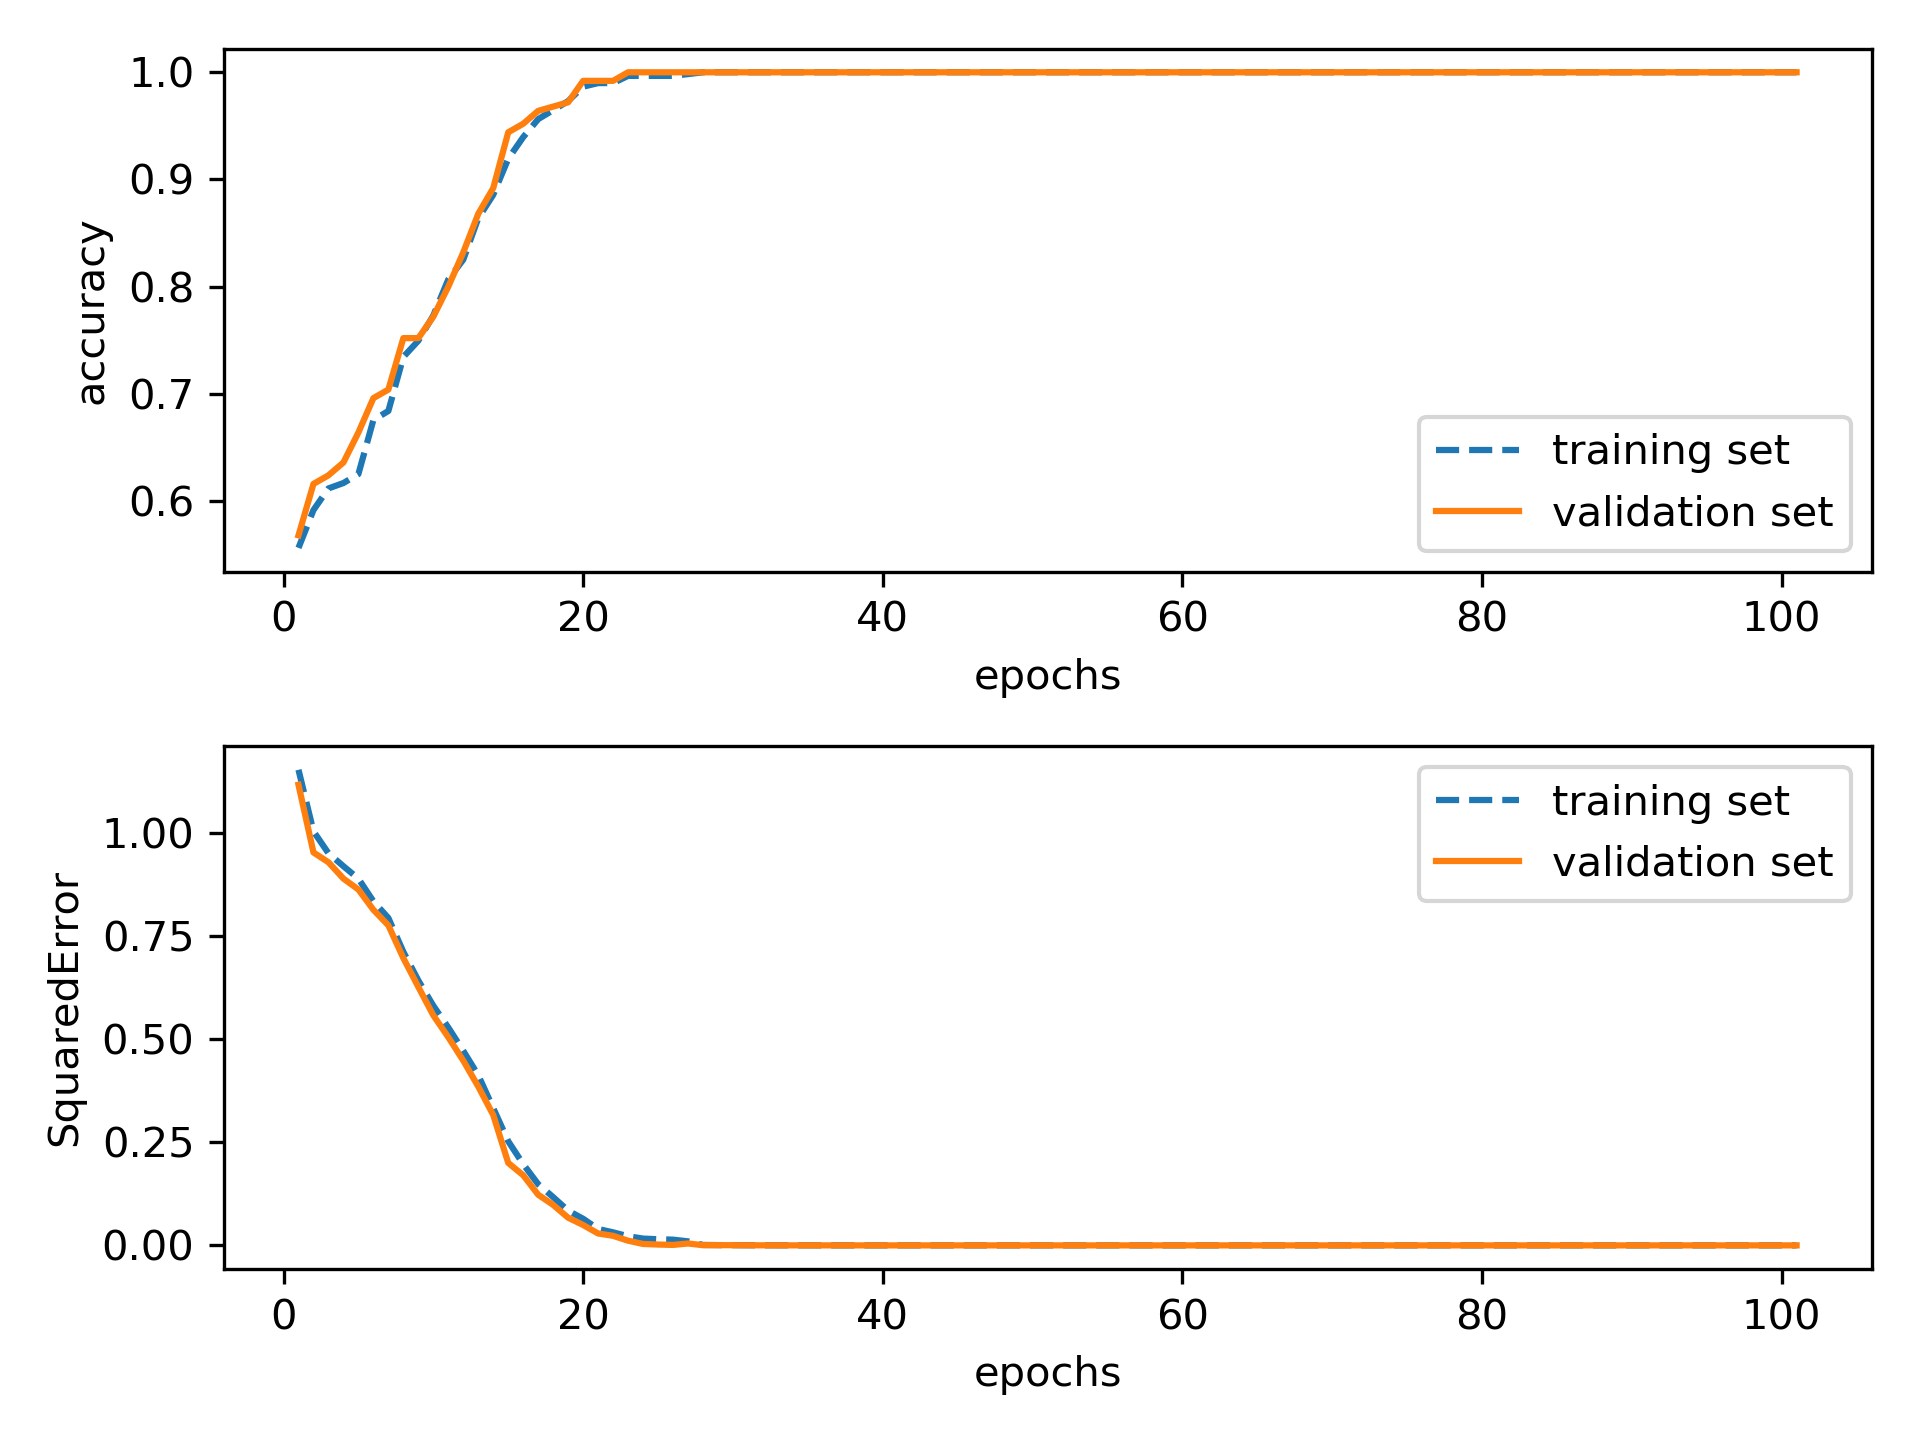 1.0
0.9
0.8
0.7
0.6
accuracy
training set
validation set
0 20 40 60 80 100
epochs
training set
validation set
1.00
0.75
0.50
0.25
0.00
SquaredError
0 20 40 60 80 100
epochs